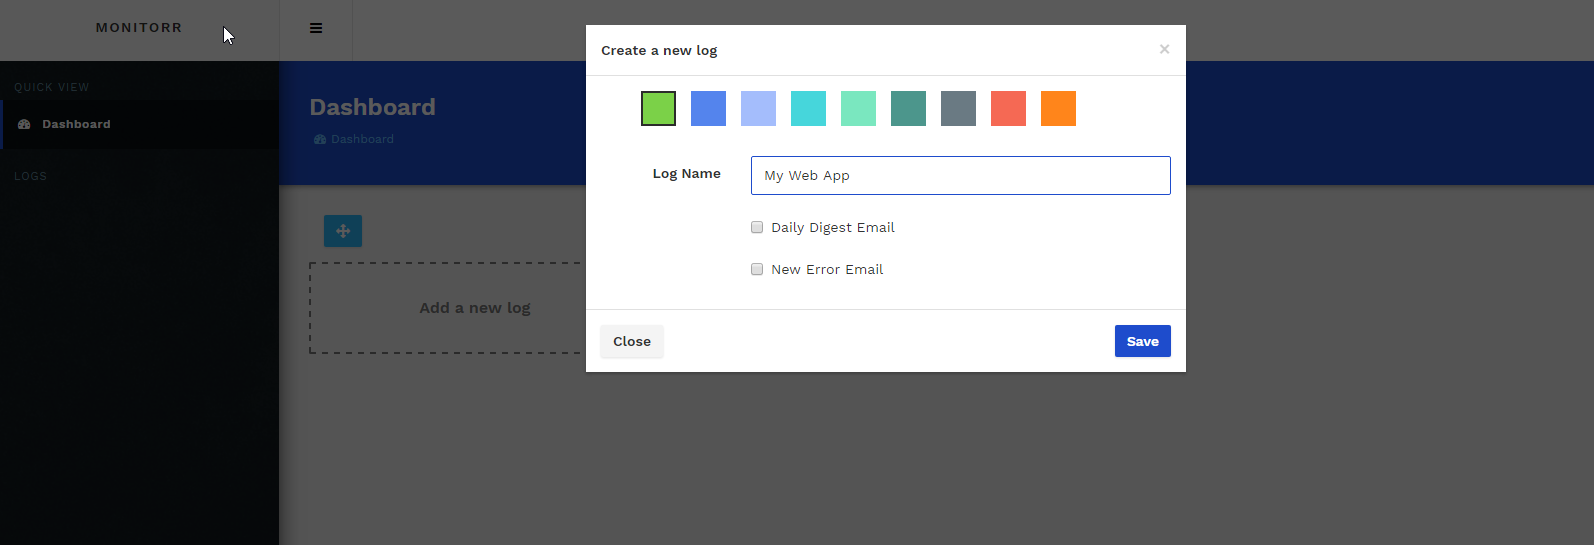 MONITORR
QUICK VIEW
Dashboard
LOGS
Dashboard
Dashboard
Add a new log
Create a new log
×
Log Name
My Web App
Daily Digest Email
New Error Email
Close
Save